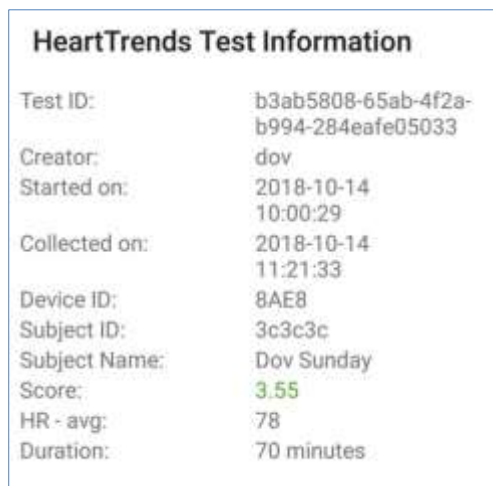 HeartTrends Test Information
Test ID: b3ab5808-65ab-4f2a-
b994-284eafe05033
Creator: dov
Started on: 2018-10-14
10:00:29
Collected on: 2018-10-14
11:21:33
Device ID: 8AE8
Subject ID: 3c3c3c
Subject Name: Dov Sunday
Score: 3.55
HR - avg: 78
Duration: 70 minutes